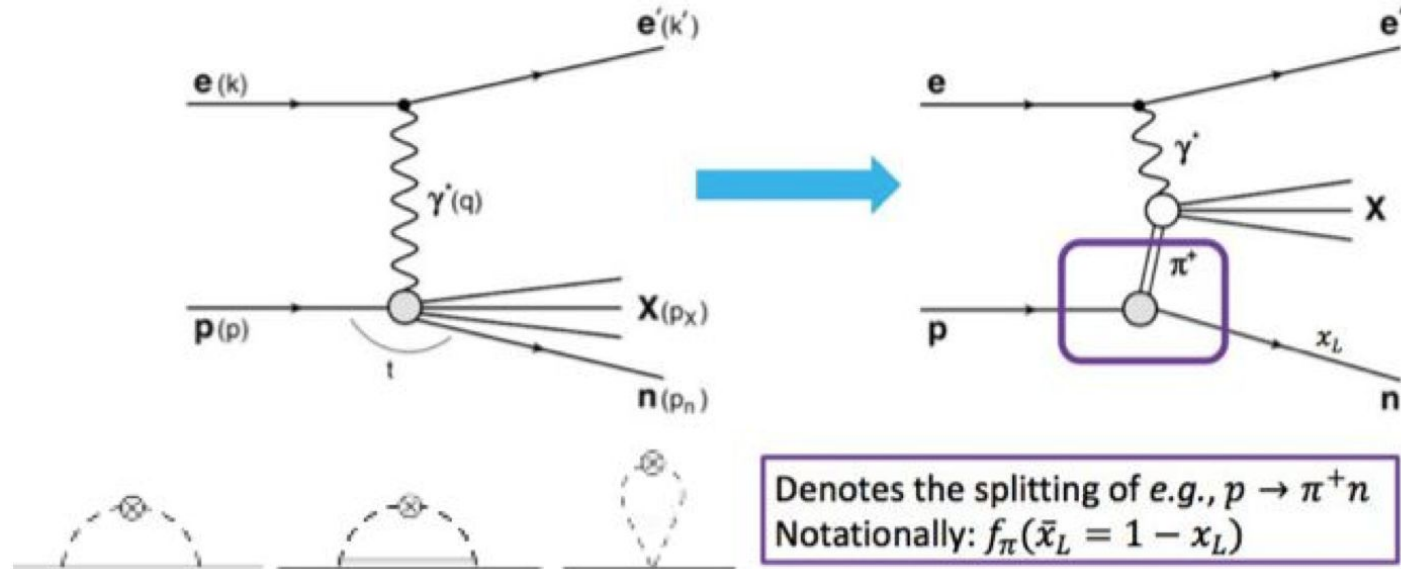 e'(k')
e(k)
γ*(q)
p(p)
t
X(pX)
n(pn)
e'
e
γ*
X
π+
p
xL
n
Denotes the splitting of e.g., p → π+n
Notationally: fπ(x̄L = 1 − xL)